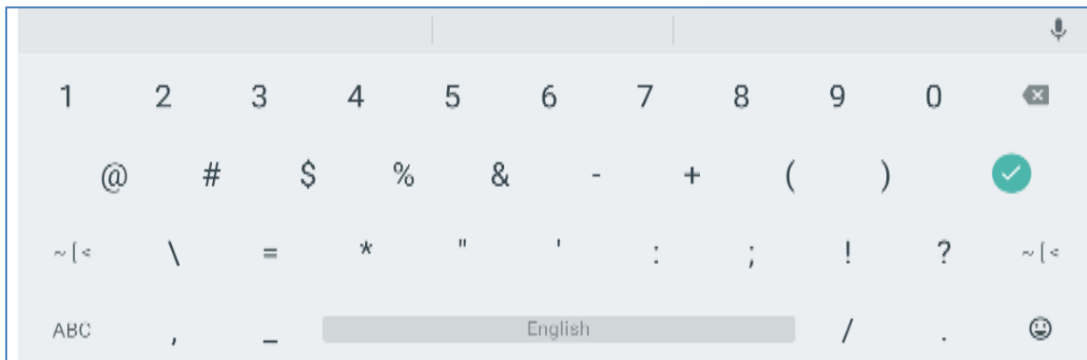 1 2 3 4 5 6 7 8 9 0
@ # $ % & - + ( )
~[< \ = * " ' : ; ! ? ~[<
ABC , _ English / .